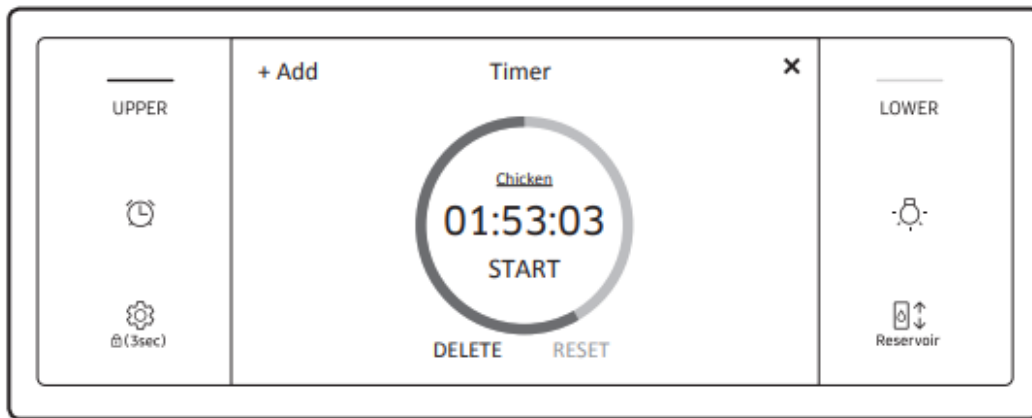 UPPER
(3sec)
+ Add
Timer
×
Chicken
01:53:03
START
DELETE
RESET
LOWER
Reservoir